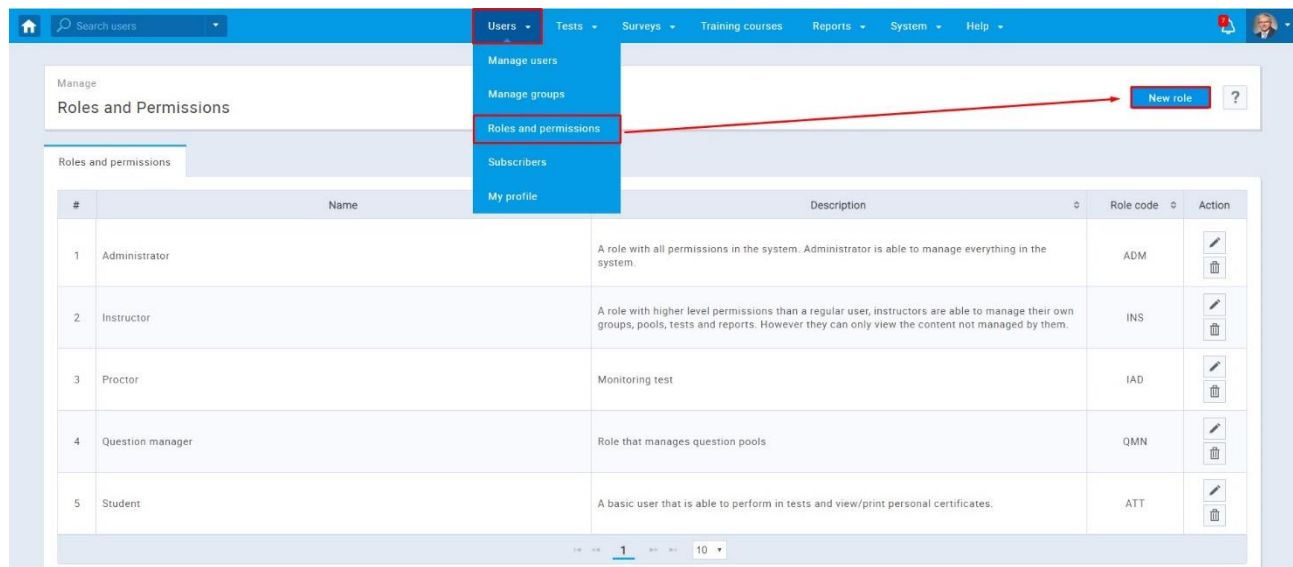 Search users
Users
Tests
Surveys
Training courses
Reports
System
Help
7
Manage users
Manage groups
Roles and permissions
Subscribers
My profile
Manage
Roles and Permissions
New role
?
Roles and permissions
#
Name
Description
Role code
Action
1
Administrator
A role with all permissions in the system. Administrator is able to manage everything in the
system.
ADM
2
Instructor
A role with higher level permissions than a regular user, instructors are able to manage their own
groups, pools, tests and reports. However they can only view the content not managed by them.
INS
3
Proctor
Monitoring test
IAD
4
Question manager
Role that manages question pools
QMN
5
Student
A basic user that is able to perform in tests and view/print personal certificates.
ATT
1
10